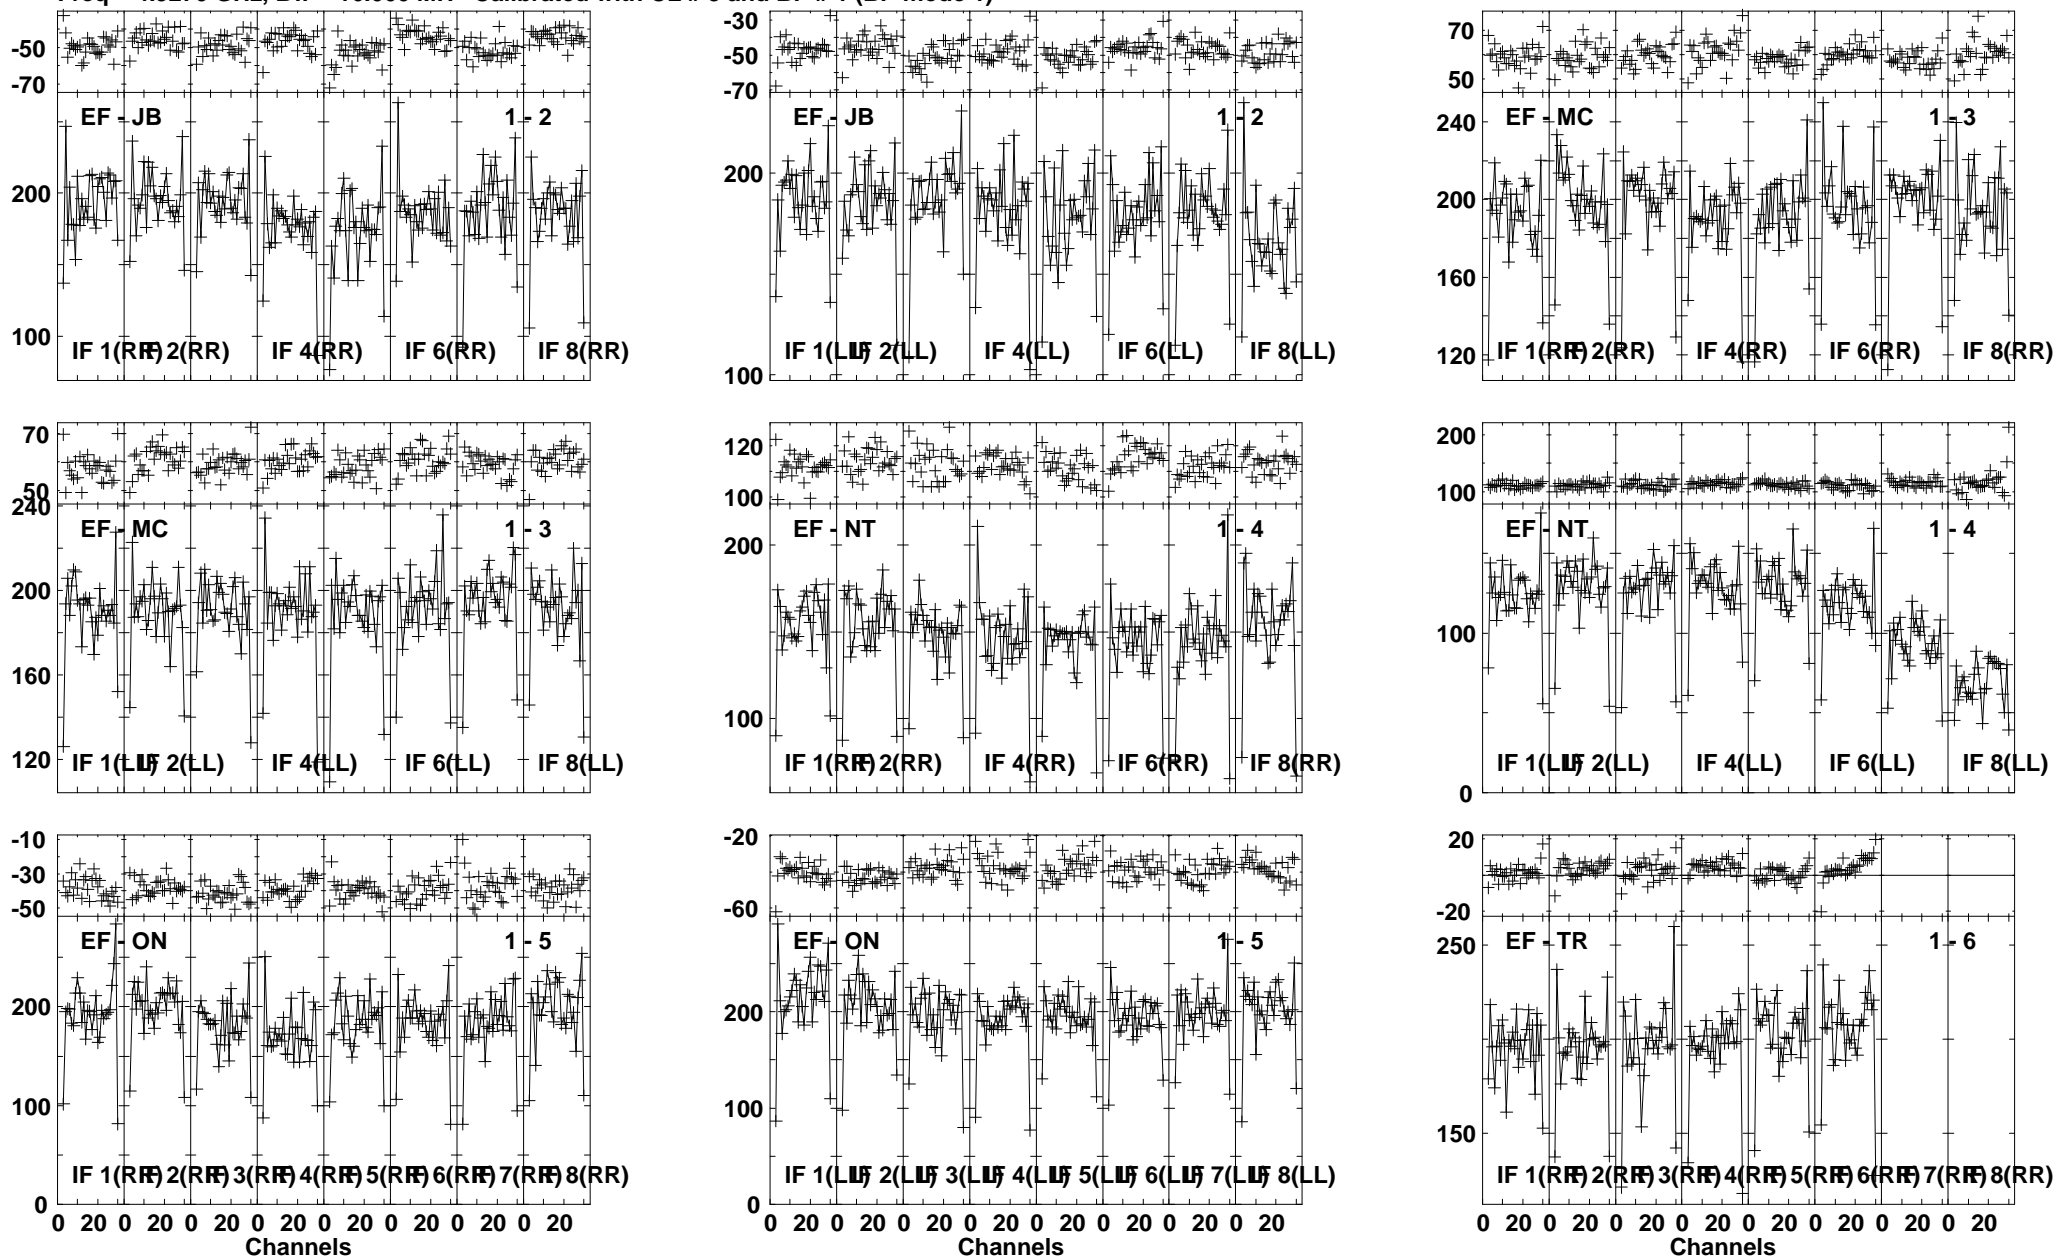 -50
-70
EF - JB
1 - 2
200
100
IF 1(RR) IF 2(RR) IF 4(RR) IF 6(RR) IF 8(RR)
-30
-50
-70
EF - JB
1 - 2
200
100
IF 1(LL) IF 2(LL) IF 4(LL) IF 6(LL) IF 8(LL)
70
50
EF - MC
1 - 3
240
200
160
120
IF 1(RR) IF 2(RR) IF 4(RR) IF 6(RR) IF 8(RR)
70
50
240
EF - MC
1 - 3
200
160
120
IF 1(LL) IF 2(LL) IF 4(LL) IF 6(LL) IF 8(LL)
120
100
EF - NT
1 - 4
200
100
IF 1(RR) IF 2(RR) IF 4(RR) IF 6(RR) IF 8(RR)
200
100
EF - NT
1 - 4
100
0
IF 1(LL) IF 2(LL) IF 4(LL) IF 6(LL) IF 8(LL)
-10
-30
-50
EF - ON
1 - 5
200
100
0
IF 1(RR) IF 2(RR) IF 3(RR) IF 4(RR) IF 5(RR) IF 6(RR) IF 7(RR) IF 8(RR)
0 20 0 20 0 20 0 20 0 20 0 20 0 20 0 20
Channels
-20
-60
EF - ON
1 - 5
200
100
0
IF 1(LL) IF 2(LL) IF 3(LL) IF 4(LL) IF 5(LL) IF 6(LL) IF 7(LL) IF 8(LL)
0 20 0 20 0 20 0 20 0 20 0 20 0 20 0 20
Channels
20
0
-20
EF - TR
1 - 6
250
150
IF 1(RR) IF 2(RR) IF 3(RR) IF 4(RR) IF 5(RR) IF 6(RR) IF 7(RR) IF 8(RR)
0 20 0 20 0 20 0 20 0 20 0 20 0 20 0 20
Channels